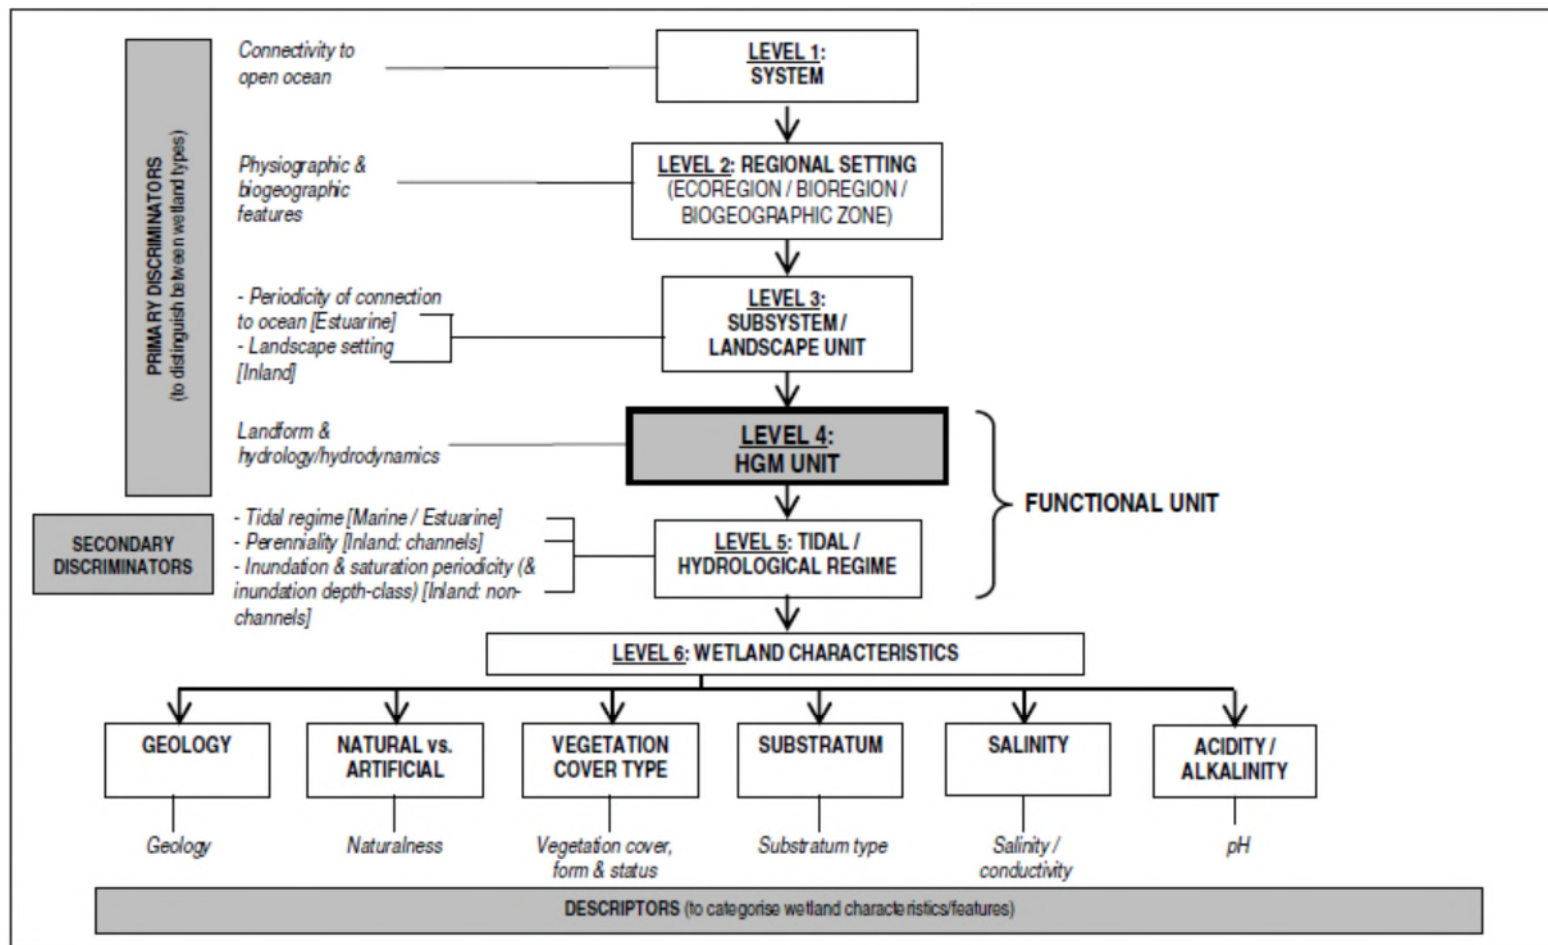 PRIMARY DISCRIMINATORS
(to distinguish between wetland types)
Connectivity to
open ocean
LEVEL 1:
SYSTEM
Physiographic &
biogeographic
features
LEVEL 2: REGIONAL SETTING
(ECOREGION / BIOREGION /
BIOGEOGRAPHIC ZONE)
- Periodicity of connection
to ocean [Estuarine]
- Landscape setting
[Inland]
LEVEL 3:
SUBSYSTEM /
LANDSCAPE UNIT
Landform &
hydrology/hydrodynamics
LEVEL 4:
HGM UNIT
FUNCTIONAL UNIT
SECONDARY
DISCRIMINATORS
- Tidal regime [Marine / Estuarine]
- Perenniality [Inland: channels]
- Inundation & saturation periodicity (&
inundation depth-class) [Inland: non-
channels]
LEVEL 5: TIDAL /
HYDROLOGICAL REGIME
LEVEL 6: WETLAND CHARACTERISTICS
GEOLOGY
NATURAL vs.
ARTIFICIAL
VEGETATION
COVER TYPE
SUBSTRATUM
SALINITY
ACIDITY /
ALKALINITY
Geology
Naturalness
Vegetation cover,
form & status
Substratum type
Salinity /
conductivity
pH
DESCRIPTORS (to categorise wetland characteristics/features)